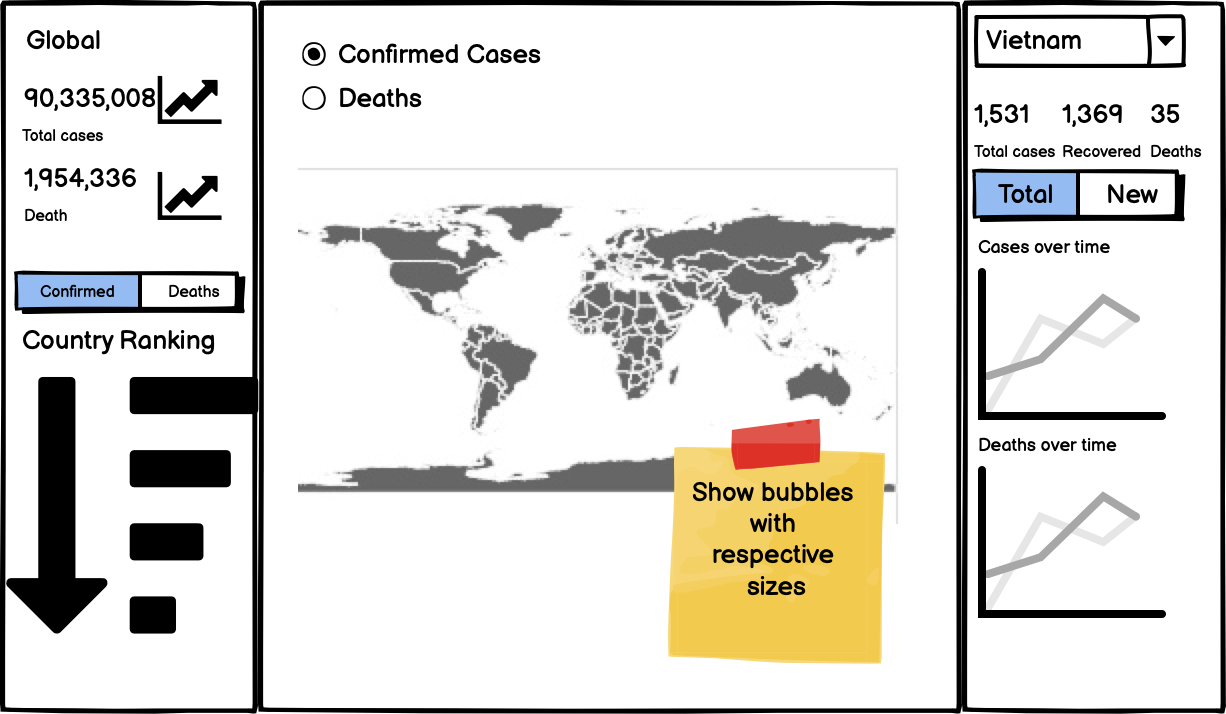 Global
90,335,008
Total cases
1,954,336
Death
Confirmed Deaths
Country Ranking
Confirmed Cases
Deaths
Show bubbles
with
respective
sizes
Vietnam
1,531 1,369 35
Total cases Recovered Deaths
Total New
Cases over time
Deaths over time